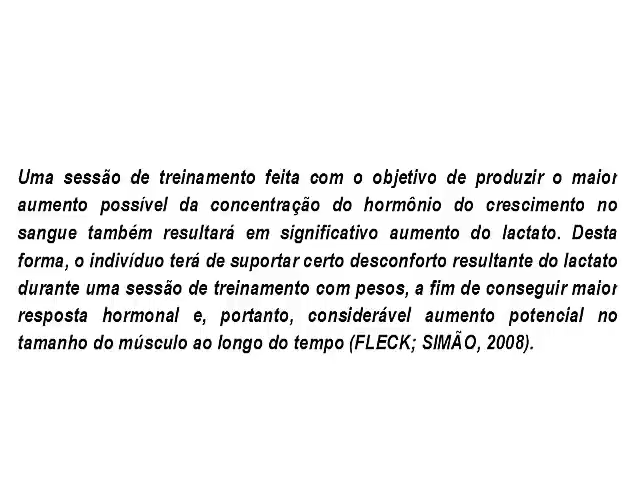 Uma sessão de treinamento feita com o objetivo de produzir o maior
aumento possível da concentração do hormônio do crescimento no
sangue também resultará em significativo aumento do lactato. Desta
forma, o indivíduo terá de suportar certo desconforto resultante do lactato
durante uma sessão de treinamento com pesos, a fim de conseguir maior
resposta hormonal e, portanto, considerável aumento potencial no
tamanho do músculo ao longo do tempo (FLECK; SIMÃO, 2008).